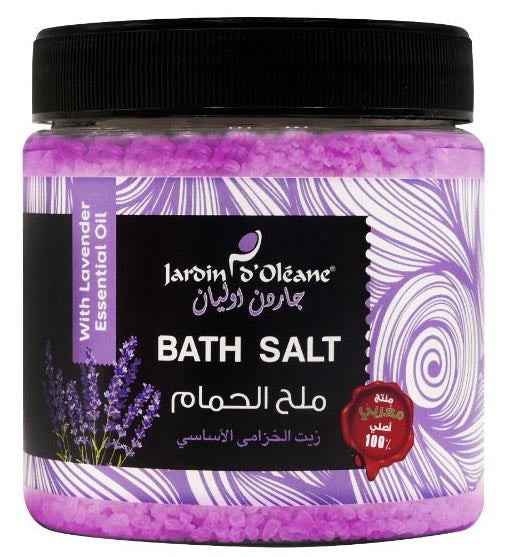 With Lavender
Essential Oil
Jardin d'Oléane®
جاردن اوليان
BATH SALT
ملح الحمام
زيت الخزامى الأساسي
منتج
مغربي
أصلي
100%